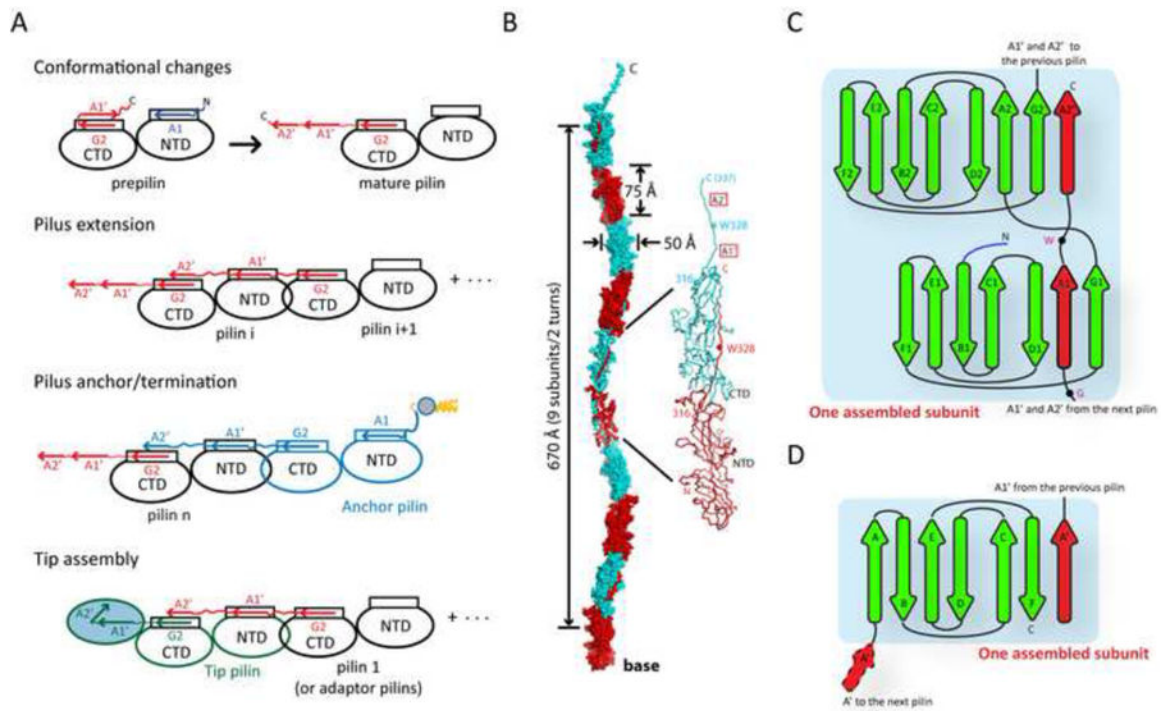 A
Conformational changes
A1'
C
G2
CTD
N
A1
NTD
prepilin
C
A2'
A1'
G2
CTD
NTD
mature pilin
Pilus extension
A2'
A1'
A2'
G2
CTD
A1'
NTD
G2
CTD
NTD
+ ...
pilin i
pilin i+1
Pilus anchor/termination
A2'
A1'
A2'
G2
CTD
A1'
NTD
G2
CTD
A1
NTD
pilin n
Anchor pilin
Tip assembly
A2'
A1'
A2'
G2
CTD
A1'
NTD
G2
CTD
NTD
+ ...
Tip pilin
pilin 1
(or adaptor pilins)
B
C
670 Å (9 subunits/2 turns)
75 Å
50 Å
base
C (337)
A2'
W328
A1'
316
C
W328
CTD
316
NTD
N
C
A1' and A2' to
the previous pilin
C
F2
E2
B2
C2
D2
A2
G2
A2'
W
N
F1
E1
B1
C1
D1
A1'
G1
G
One assembled subunit
A1' and A2' from the next pilin
D
A1' from the previous pilin
A
B
E
D
C
F
A'
C
One assembled subunit
A'
A' to the next pilin